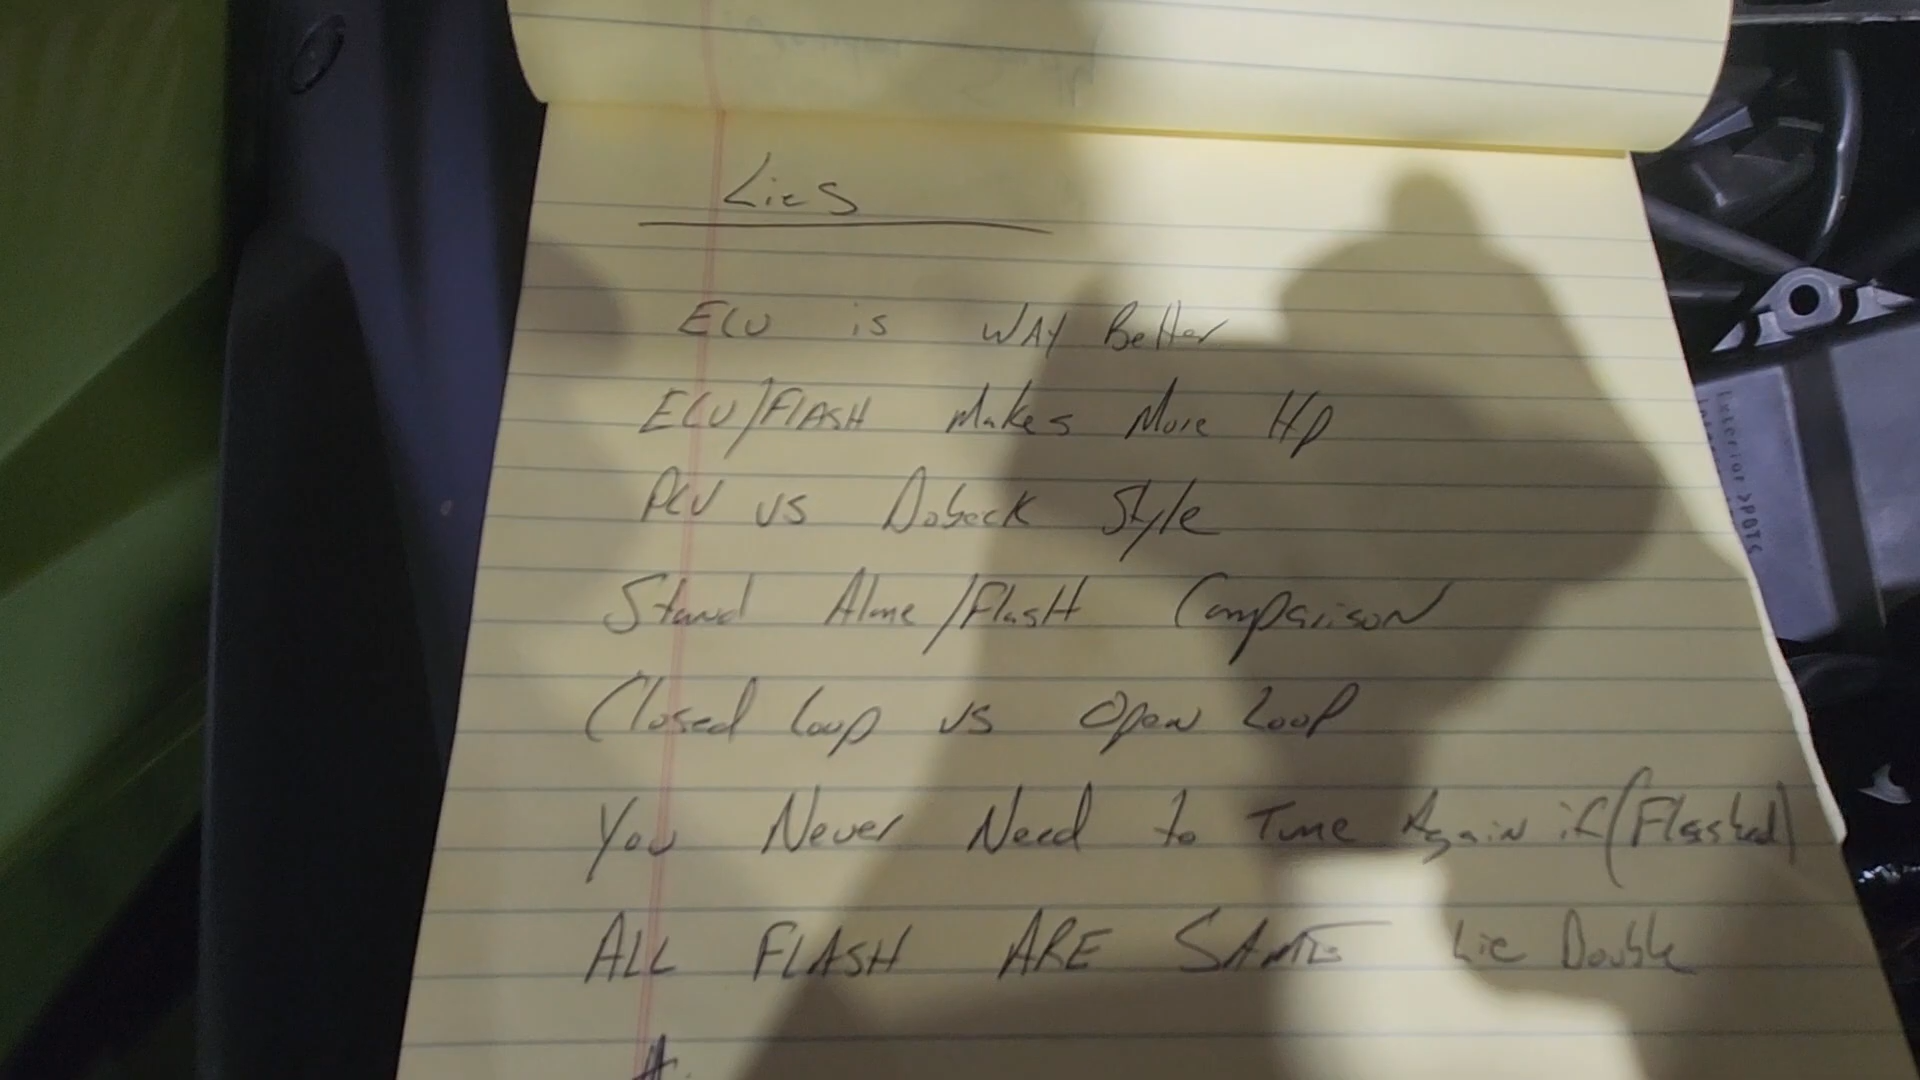 Lies
ECU is WAY Better
ECU/FLASH Makes More Hp
PCV vs Dobeck Style
Stand Alone/Flash Comparison
Closed Loop vs Open Loop
You Never Need to Tune Again if (Flashed)
ALL FLASH ARE SAME Lie Double